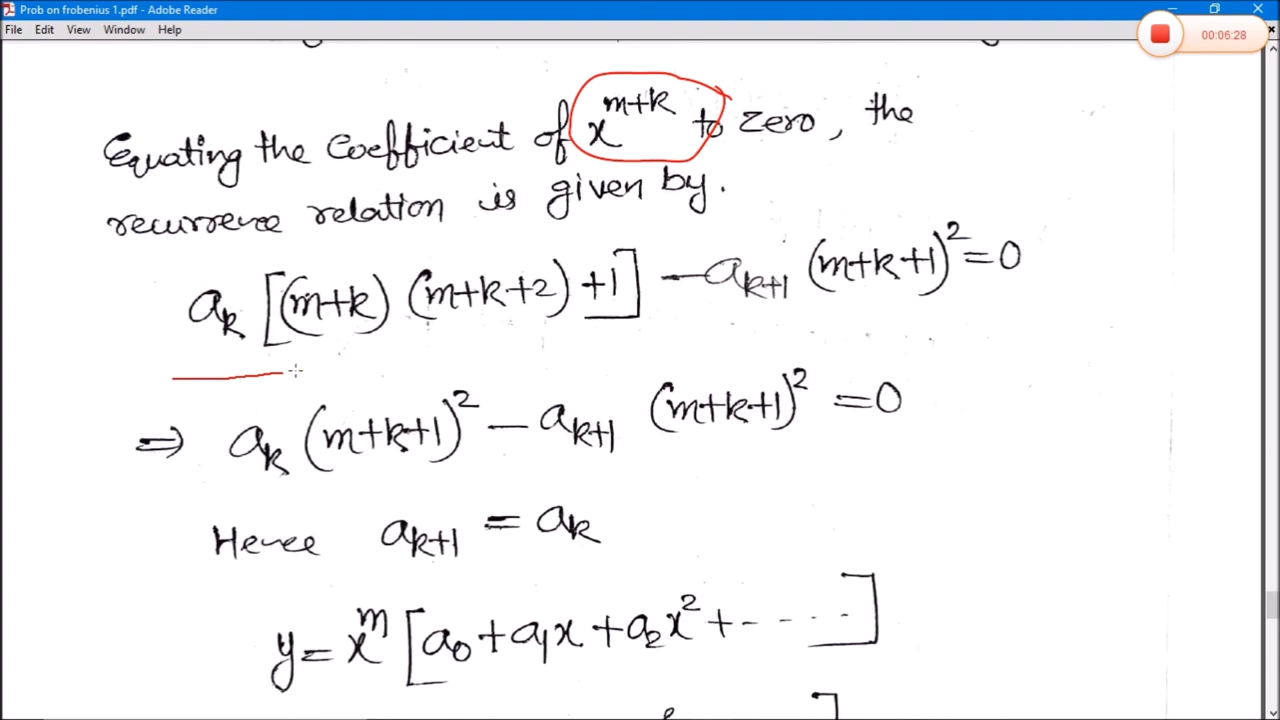 Prob on frobenius 1.pdf - Adobe Reader
File Edit View Window Help
00:06:28
Equating the Coefficient of x^{m+k} to zero, the
recurrence relation is given by.
a_k [(m+k) (m+k+2) +1] - a_{k+1} (m+k+1)^2 = 0
⇒ a_k (m+k+1)^2 - a_{k+1} (m+k+1)^2 = 0
Hence a_{k+1} = a_k
y = x^m [a_0 + a_1 x + a_2 x^2 + - - - · · -]